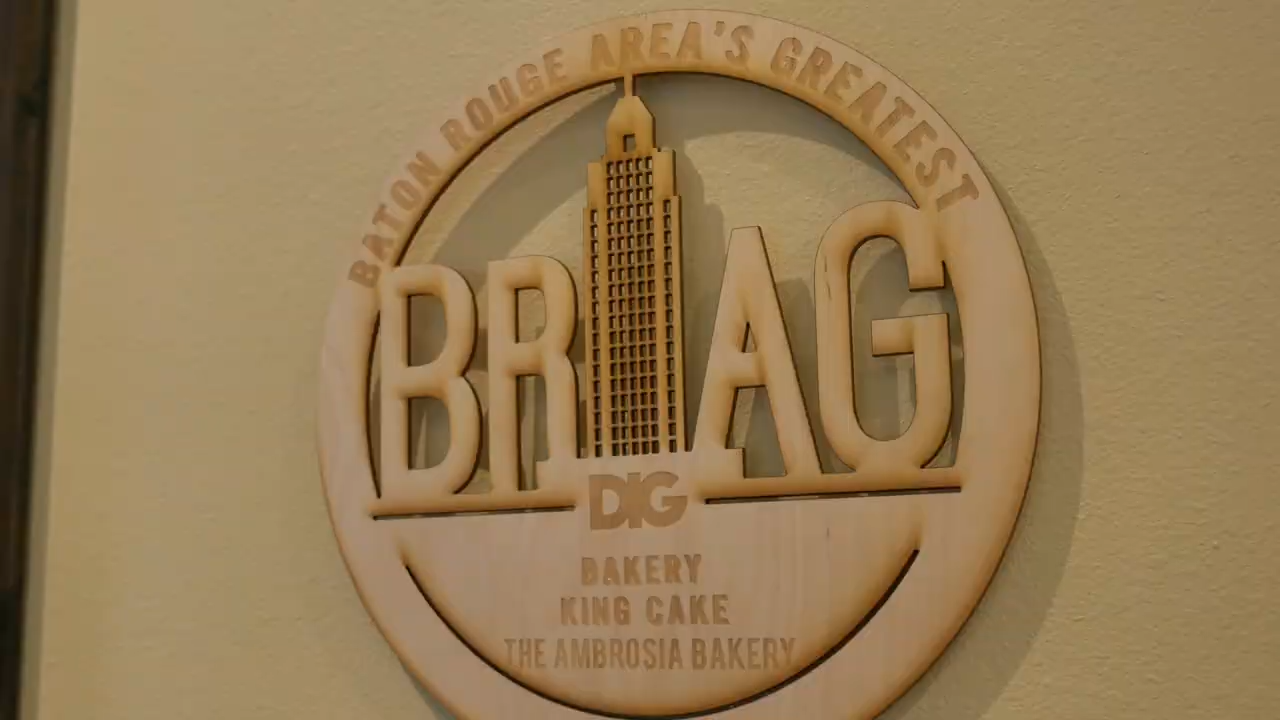 BATON ROUGE AREA'S GREATEST
BRAG
DIG
BAKERY
KING CAKE
THE AMBROSIA BAKERY